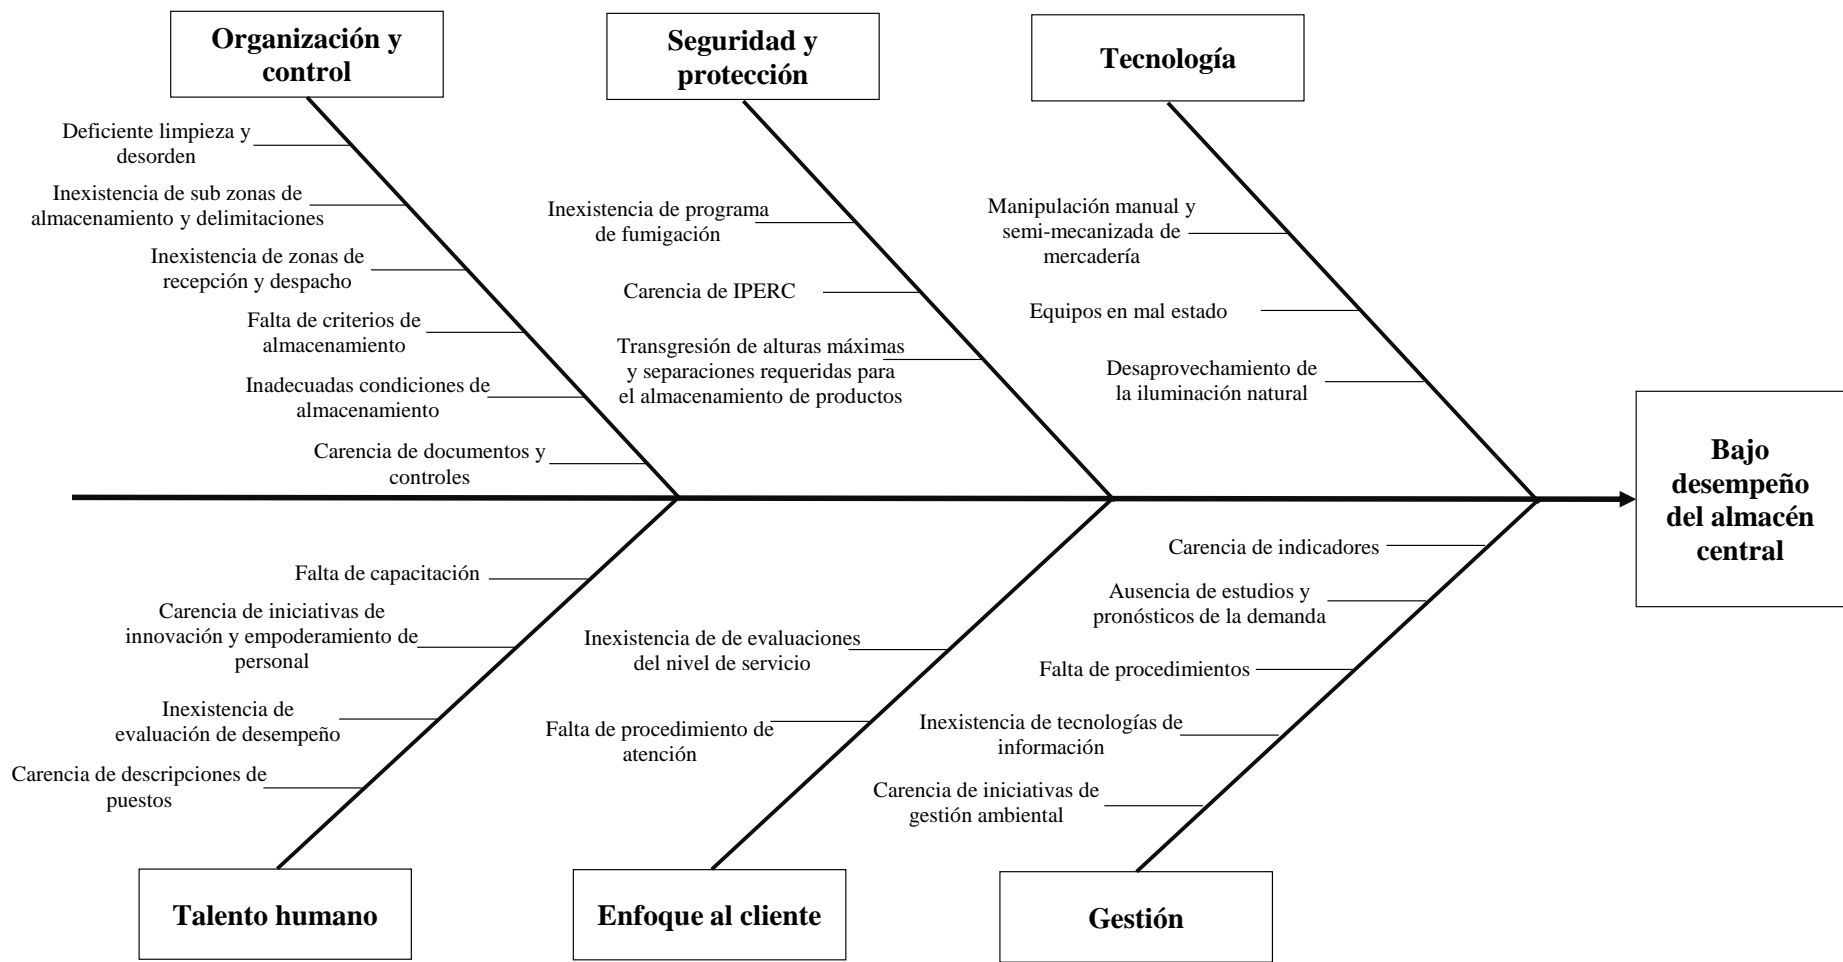 Organización y
control
Seguridad y
protección
Tecnología
Deficiente limpieza y
desorden
Inexistencia de sub zonas de
almacenamiento y delimitaciones
Inexistencia de zonas de
recepción y despacho
Falta de criterios de
almacenamiento
Inadecuadas condiciones de
almacenamiento
Carencia de documentos y
controles
Inexistencia de programa
de fumigación
Carencia de IPERC
Transgresión de alturas máximas
y separaciones requeridas para
el almacenamiento de productos
Manipulación manual y
semi-mecanizada de
mercadería
Equipos en mal estado
Desaprovechamiento de
la iluminación natural
Bajo
desempeño
del almacén
central
Falta de capacitación
Carencia de iniciativas de
innovación y empoderamiento de
personal
Inexistencia de
evaluación de desempeño
Carencia de descripciones de
puestos
Inexistencia de de evaluaciones
del nivel de servicio
Falta de procedimiento de
atención
Carencia de indicadores
Ausencia de estudios y
pronósticos de la demanda
Falta de procedimientos
Inexistencia de tecnologías de
información
Carencia de iniciativas de
gestión ambiental
Talento humano
Enfoque al cliente
Gestión